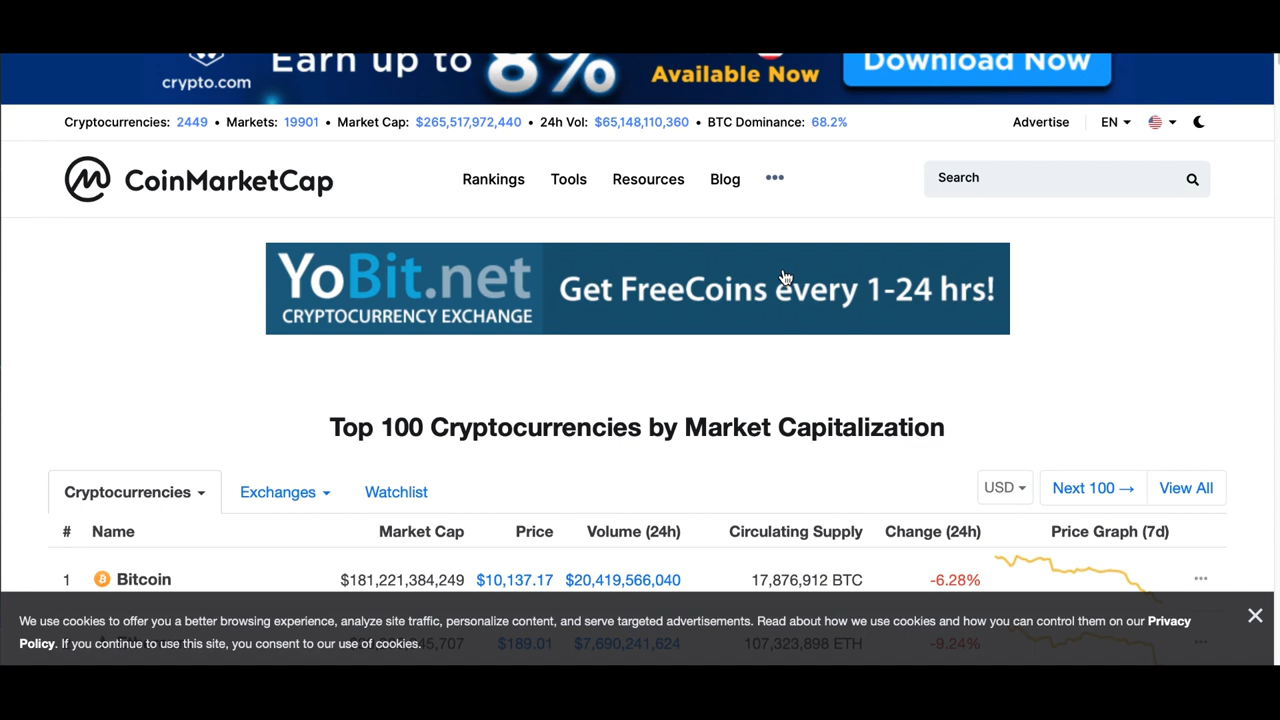 Earn up to 8% Available Now Download Now
crypto.com
Cryptocurrencies: 2449 • Markets: 19901 • Market Cap: $265,517,972,440 • 24h Vol: $65,148,110,360 • BTC Dominance: 68.2% Advertise EN
CoinMarketCap Rankings Tools Resources Blog ••• Search
YoBit.net Get FreeCoins every 1-24 hrs!
CRYPTOCURRENCY EXCHANGE
Top 100 Cryptocurrencies by Market Capitalization
Cryptocurrencies Exchanges Watchlist USD Next 100 → View All
# Name Market Cap Price Volume (24h) Circulating Supply Change (24h) Price Graph (7d)
1 Bitcoin $181,221,384,249 $10,137.17 $20,419,566,040 17,876,912 BTC -6.28% •••
We use cookies to offer you a better browsing experience, analyze site traffic, personalize content, and serve targeted advertisements. Read about how we use cookies and how you can control them on our Privacy
Policy. If you continue to use this site, you consent to our use of cookies.
$189.01 $7,690,241,624 107,323,898 ETH -9.24% •••